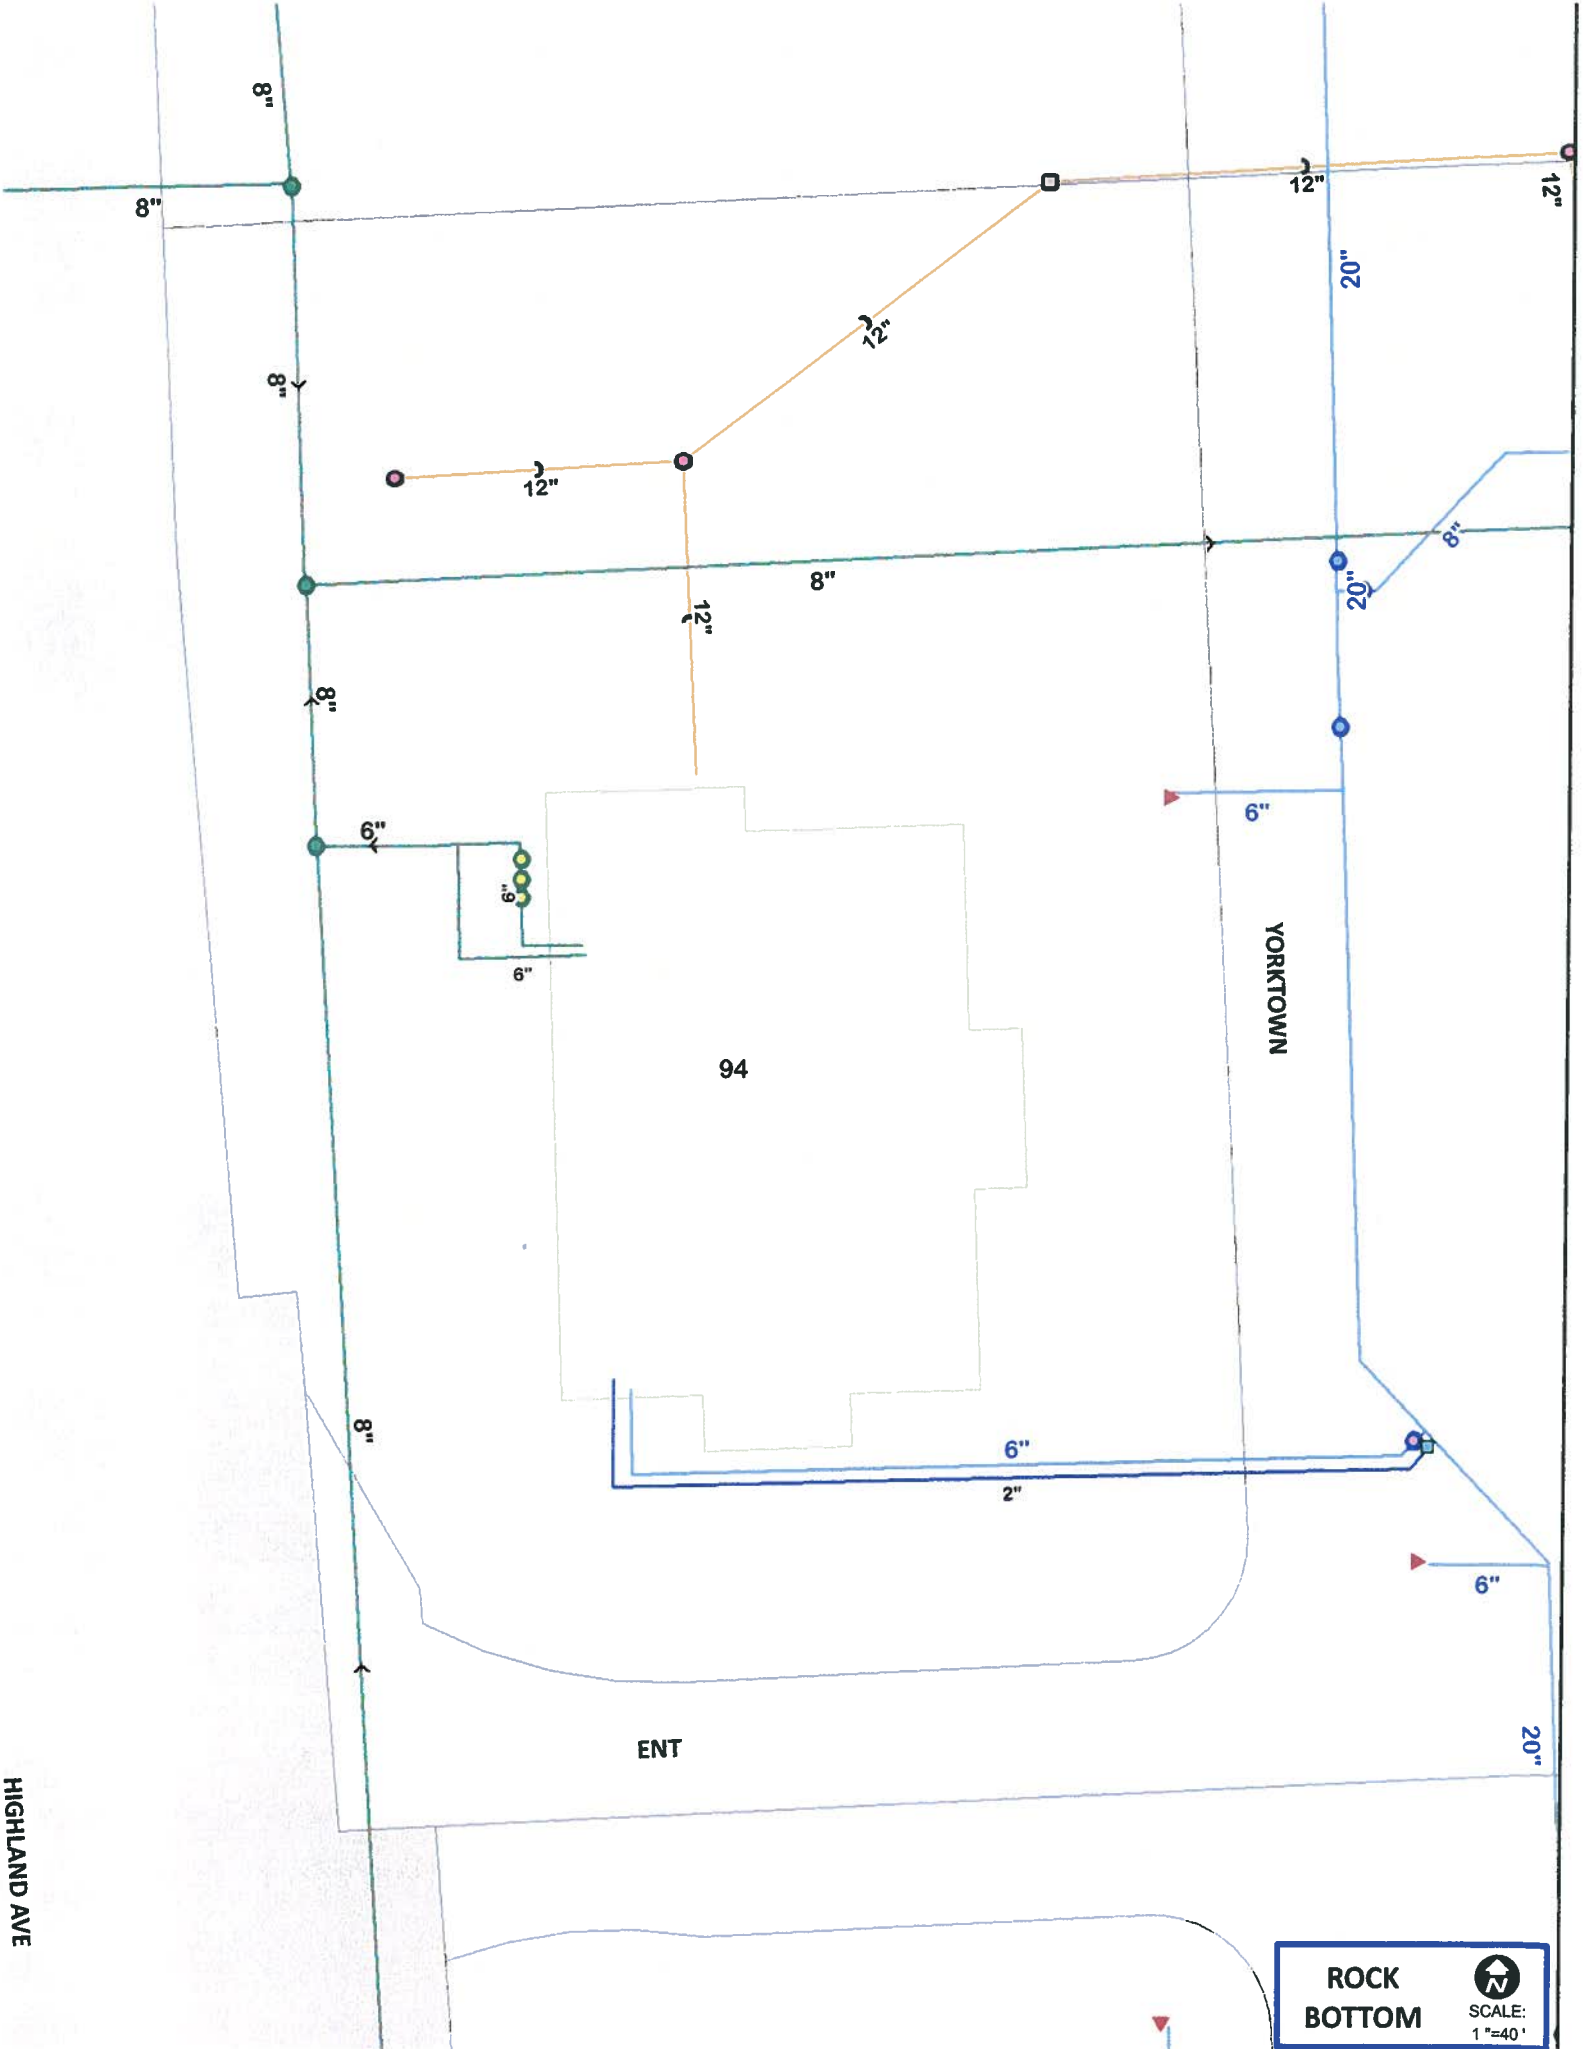 8"
8"
12"
12"
20"
12"
8"
12"
8"
20"
8"
12"
8"
6"
6"
6"
6"
YORKTOWN
94
8"
6"
2"
6"
20"
ENT
HIGHLAND AVE
ROCK
BOTTOM
N
SCALE:
1 "=40 '